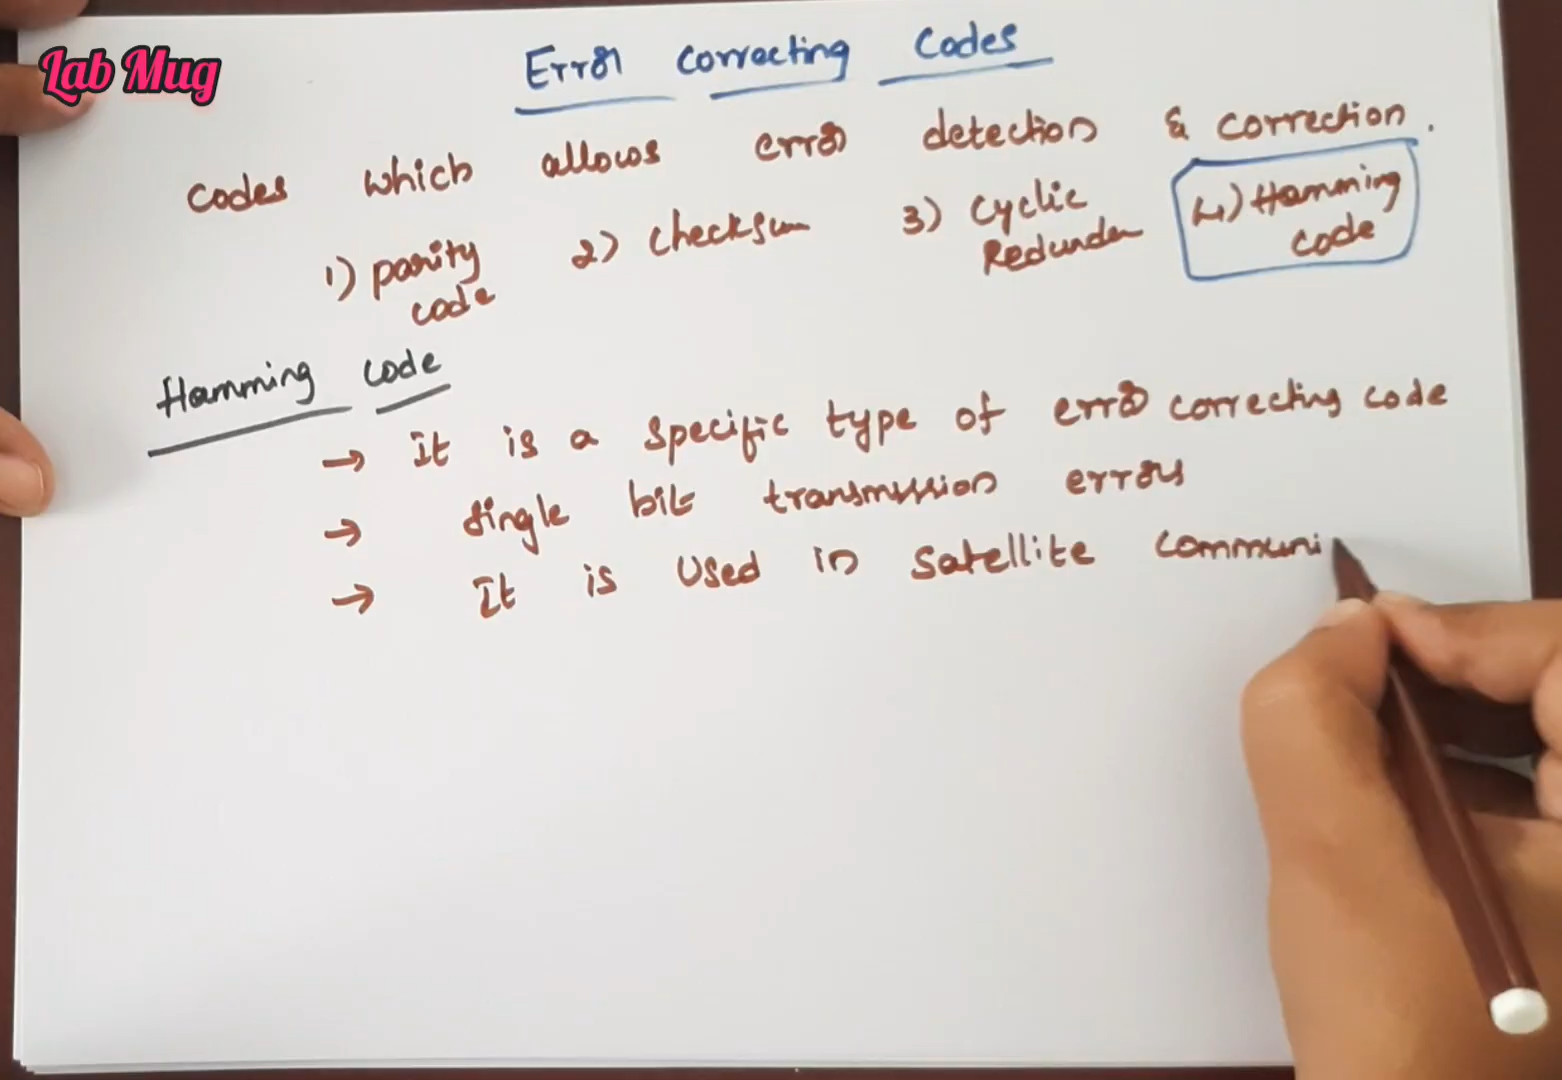 Lab Mug
Error correcting codes
codes which allows error detection & correction.
1) parity code 2) checksum 3) Cyclic Redundan 4) Hamming code
Hamming code
→ It is a specific type of error correcting code
→ single bit transmission errors
→ It is used in satellite communi